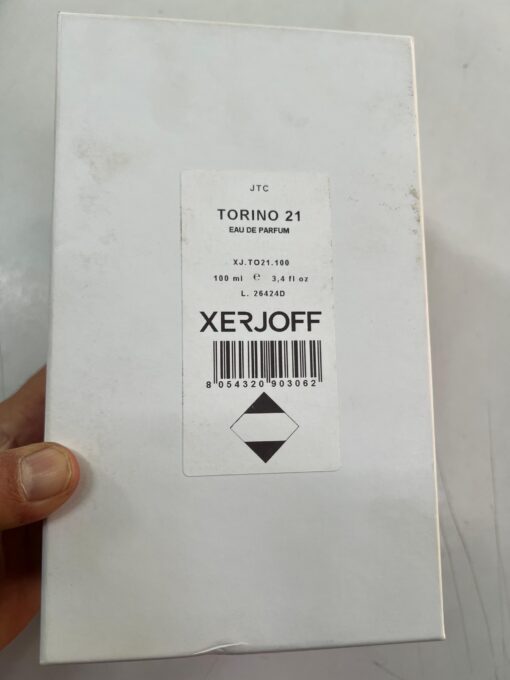 JTC
TORINO 21
EAU DE PARFUM
XJ.TO21.100
100 ml ℮ 3,4 fl oz
L. 26424D
XERJOFF
8 054320 903062